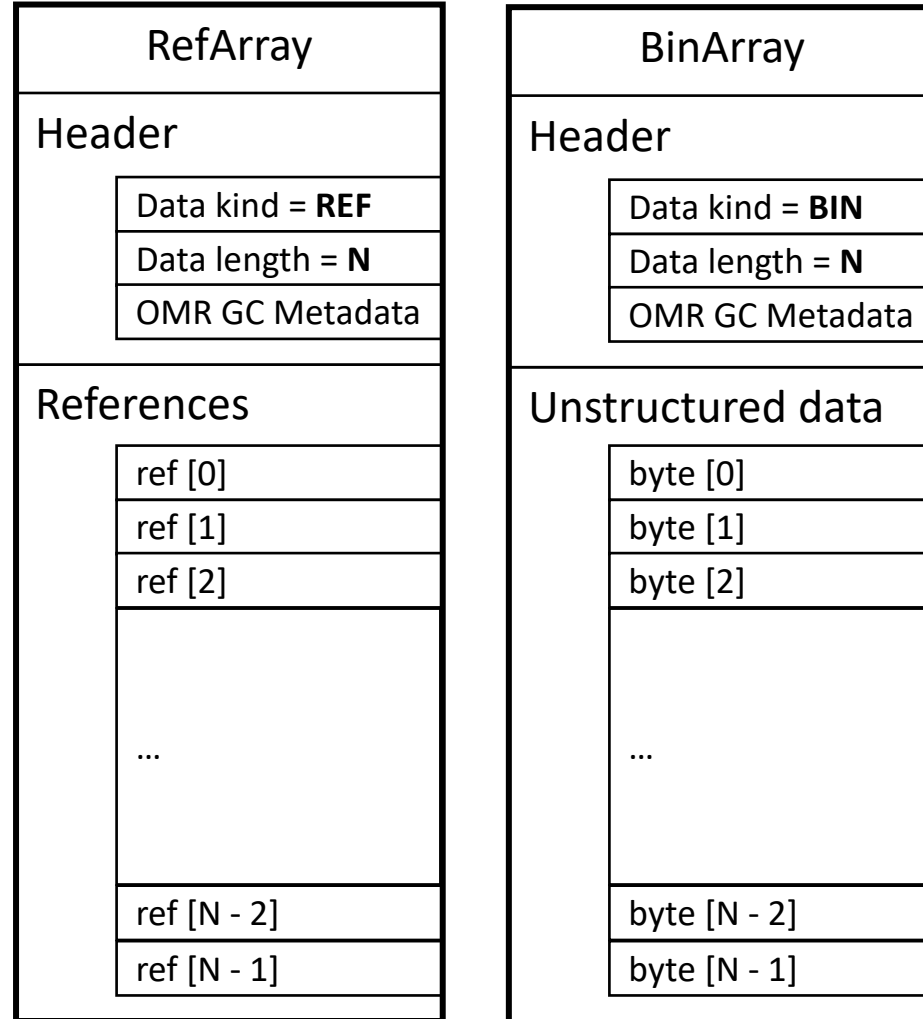 RefArray
Header
Data kind = REF
Data length = N
OMR GC Metadata
References
ref [0]
ref [1]
ref [2]
…
ref [N - 2]
ref [N - 1]
BinArray
Header
Data kind = BIN
Data length = N
OMR GC Metadata
Unstructured data
byte [0]
byte [1]
byte [2]
…
byte [N - 2]
byte [N - 1]